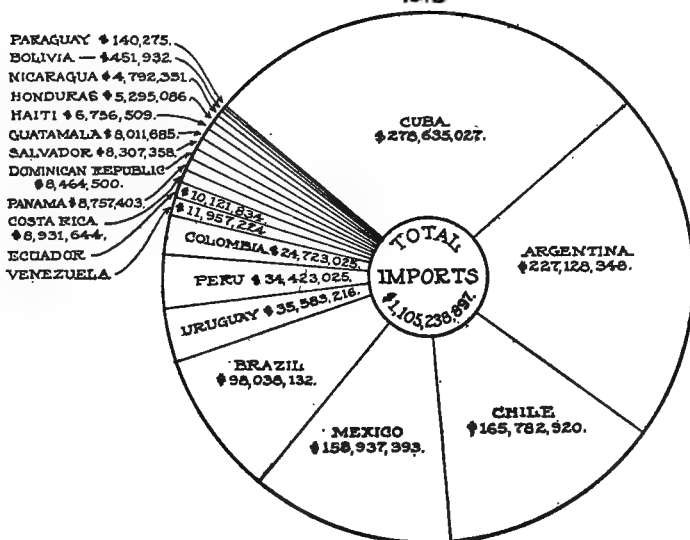 PARAGUAY $140,275.
BOLIVIA — $451,932
NICARAGUA $4,792,351.
HONDURAS $5,295,086
HAITI $6,736,509.
GUATAMALA $8,011,685.
SALVADOR $8,307,358.
DOMINICAN REPUBLIC
$8,464,500.
PANAMA $8,757,403.
COSTA RICA
$8,931,644.
ECUADOR
VENEZUELA
$10,121,834.
$11,957,224.
COLOMBIA $24,723,025.
PERU $34,423,025.
URUGUAY $35,583,216.
BRAZIL
$98,038,132.
MEXICO
$158,937,393.
CHILE
$165,782,920.
ARGENTINA
$227,128,348.
CUBA
$278,635,027.
TOTAL
IMPORTS
$1,105,238,897.